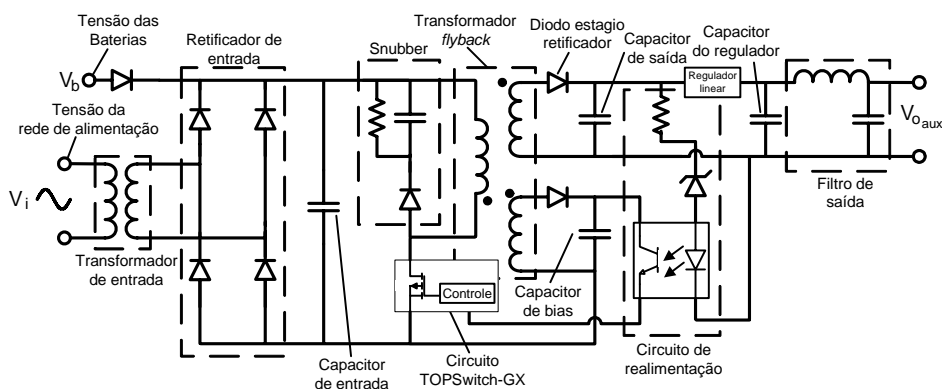 Tensão das
Baterias
Retificador de
entrada
Snubber
Transformador
flyback
Diodo estagio
retificador
Capacitor
de saída
Capacitor
do regulador
V_b
Tensão da
rede de alimentação
Regulador
linear
V_o_aux
V_i
Filtro de
saída
Transformador
de entrada
Controle
Capacitor
de bias
Capacitor
de entrada
Circuito
TOPSwitch-GX
Circuito de
realimentação